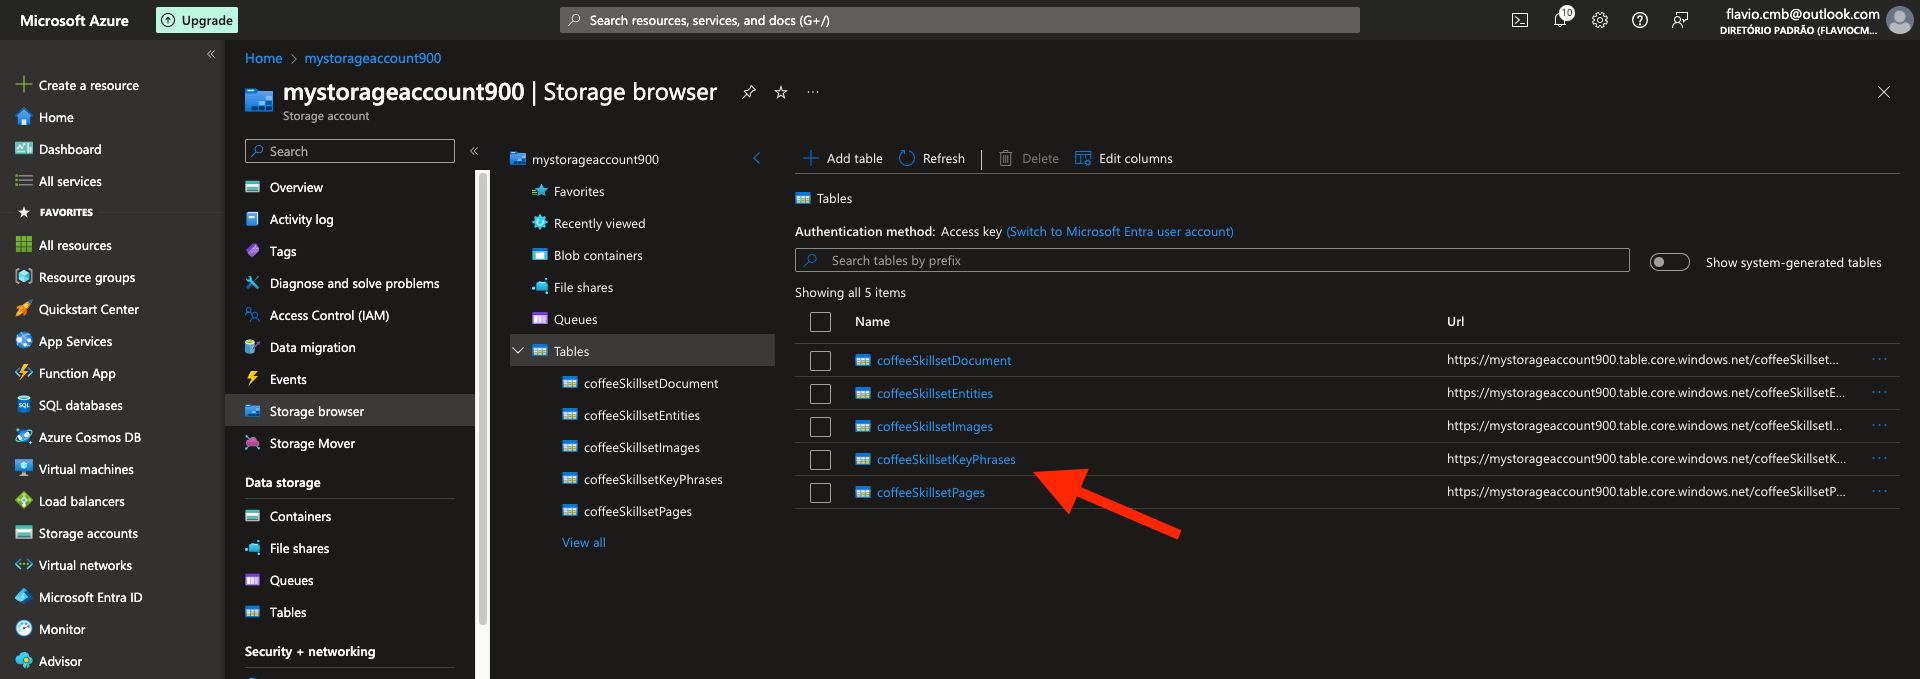 Microsoft Azure
Upgrade
Search resources, services, and docs (G+/)
10
flavio.cmb@outlook.com
DIRETÓRIO PADRÃO (FLAVIOCM...
Create a resource
Home
Dashboard
All services
FAVORITES
All resources
Resource groups
Quickstart Center
App Services
Function App
SQL databases
Azure Cosmos DB
Virtual machines
Load balancers
Storage accounts
Virtual networks
Microsoft Entra ID
Monitor
Advisor
Home > mystorageaccount900
mystorageaccount900 | Storage browser
Storage account
Search
Overview
Activity log
Tags
Diagnose and solve problems
Access Control (IAM)
Data migration
Events
Storage browser
Storage Mover
Data storage
Containers
File shares
Queues
Tables
Security + networking
mystorageaccount900
Favorites
Recently viewed
Blob containers
File shares
Queues
Tables
coffeeSkillsetDocument
coffeeSkillsetEntities
coffeeSkillsetImages
coffeeSkillsetKeyPhrases
coffeeSkillsetPages
View all
Add table Refresh Delete Edit columns
Tables
Authentication method: Access key (Switch to Microsoft Entra user account)
Search tables by prefix
Show system-generated tables
Showing all 5 items
Name Url
coffeeSkillsetDocument https://mystorageaccount900.table.core.windows.net/coffeeSkillset...
coffeeSkillsetEntities https://mystorageaccount900.table.core.windows.net/coffeeSkillsetE...
coffeeSkillsetImages https://mystorageaccount900.table.core.windows.net/coffeeSkillsetI...
coffeeSkillsetKeyPhrases https://mystorageaccount900.table.core.windows.net/coffeeSkillsetK...
coffeeSkillsetPages https://mystorageaccount900.table.core.windows.net/coffeeSkillsetP...